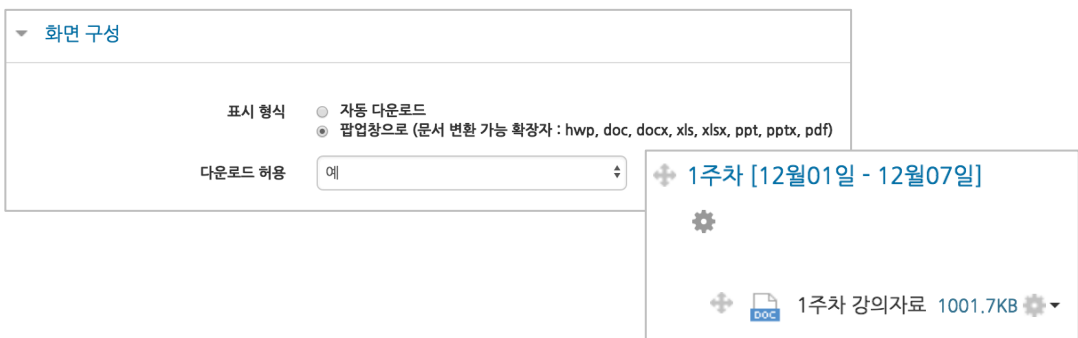 화면 구성
표시 형식
자동 다운로드
팝업창으로 (문서 변환 가능 확장자 : hwp, doc, docx, xls, xlsx, ppt, pptx, pdf)
다운로드 허용
예
1주차 [12월01일 - 12월07일]
DOC
1주차 강의자료 1001.7KB